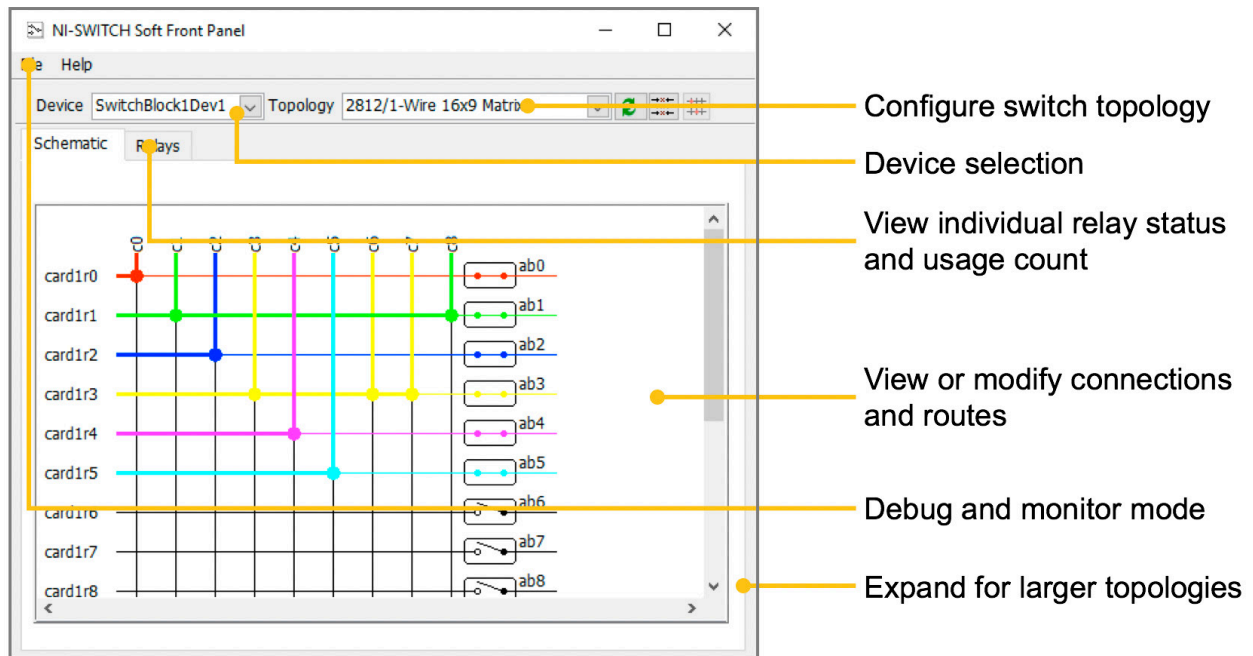 NI-SWITCH Soft Front Panel
File Help
Device SwitchBlock1Dev1 Topology 2812/1-Wire 16x9 Matrix
Configure switch topology
Schematic Relays
Device selection
View individual relay status
and usage count
c0 c1 c2 c3 c4 c5 c6 c7 c8
card1r0 ab0
card1r1 ab1
card1r2 ab2
card1r3 ab3
View or modify connections
and routes
card1r4 ab4
card1r5 ab5
card1r6 ab6
Debug and monitor mode
card1r7 ab7
card1r8 ab8
Expand for larger topologies